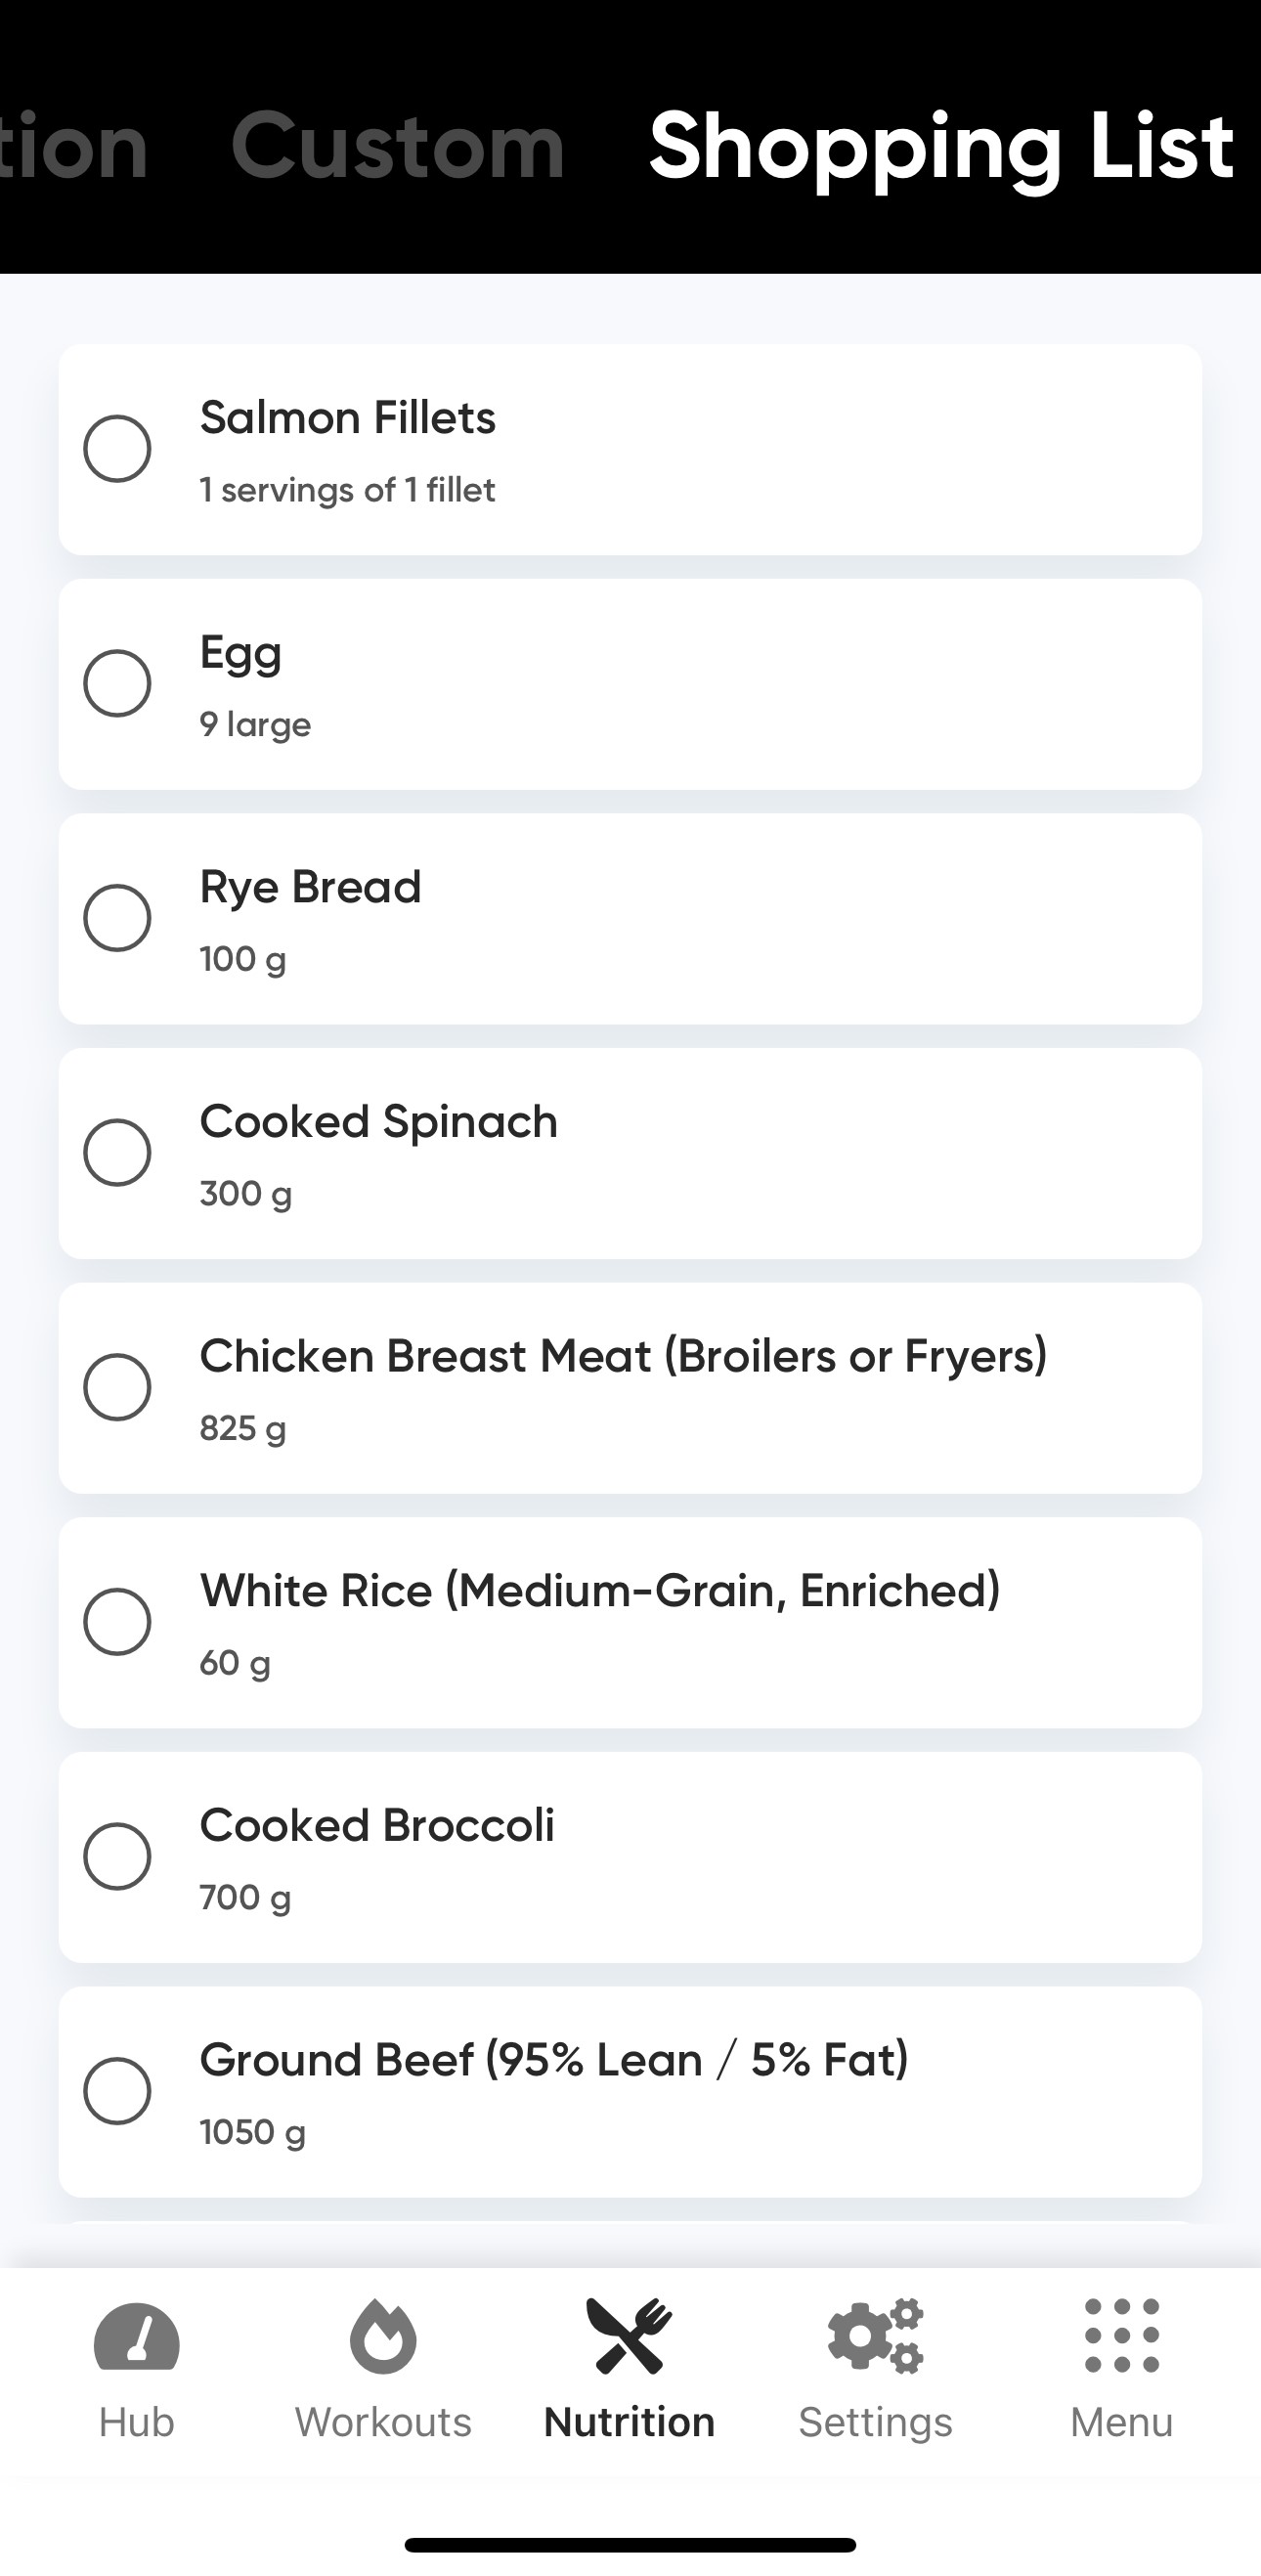 tion Custom Shopping List
Salmon Fillets
1 servings of 1 fillet
Egg
9 large
Rye Bread
100 g
Cooked Spinach
300 g
Chicken Breast Meat (Broilers or Fryers)
825 g
White Rice (Medium-Grain, Enriched)
60 g
Cooked Broccoli
700 g
Ground Beef (95% Lean / 5% Fat)
1050 g
Hub Workouts Nutrition Settings Menu